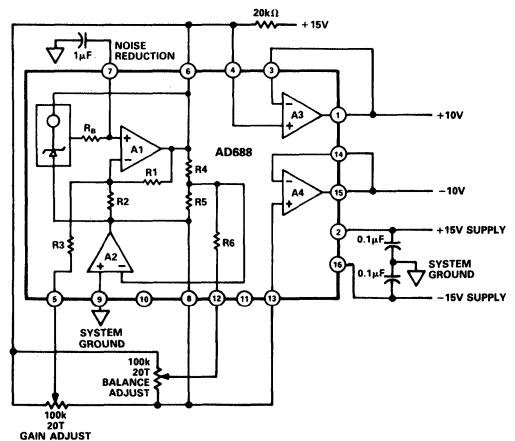 20kΩ
+15V
1µF
NOISE
REDUCTION
7
6
4
3
RB
A1
A3
1
+10V
AD688
R1
R4
14
R2
R5
A4
15
-10V
R3
A2
R6
2
+15V SUPPLY
0.1µF
SYSTEM
GROUND
0.1µF
16
-15V SUPPLY
5
9
10
8
12
11
13
SYSTEM
GROUND
100k
20T
BALANCE
ADJUST
100k
20T
GAIN ADJUST